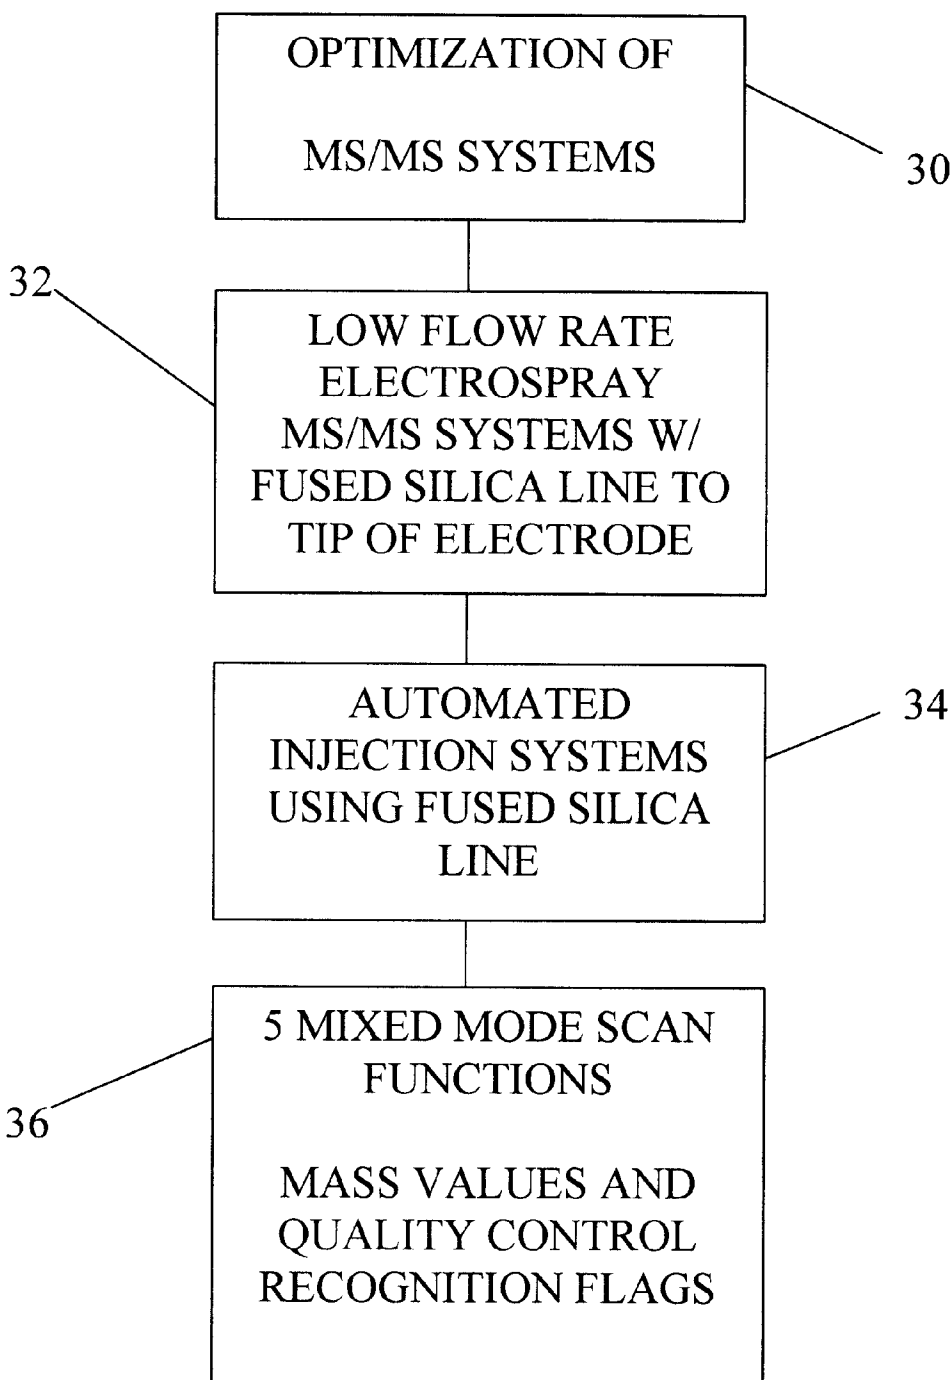 OPTIMIZATION OF
MS/MS SYSTEMS
30
32
LOW FLOW RATE
ELECTROSPRAY
MS/MS SYSTEMS W/
FUSED SILICA LINE TO
TIP OF ELECTRODE
34
AUTOMATED
INJECTION SYSTEMS
USING FUSED SILICA
LINE
36
5 MIXED MODE SCAN
FUNCTIONS
MASS VALUES AND
QUALITY CONTROL
RECOGNITION FLAGS